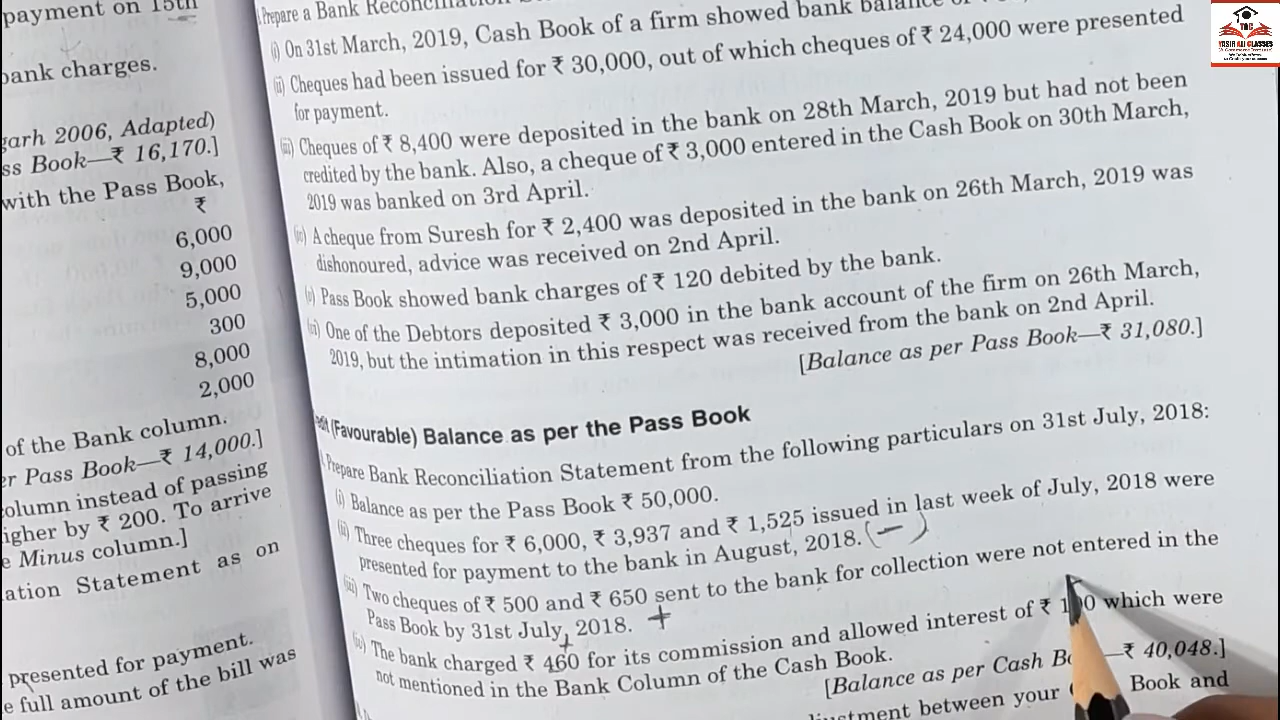 payment on 15th
bank charges.
garh 2006, Adapted)
ss Book—₹ 16,170.]
with the Pass Book,
₹
6,000
9,000
5,000
300
8,000
2,000
of the Bank column.
er Pass Book—₹ 14,000.]
column instead of passing
igher by ₹ 200. To arrive
e Minus column.]
ation Statement as on
presented for payment.
e full amount of the bill was
Prepare a Bank
(i) On 31st March, 2019, Cash Book of a firm showed bank balance of
(ii) Cheques had been issued for ₹ 30,000, out of which cheques of ₹ 24,000 were presented
for payment.
(iii) Cheques of ₹ 8,400 were deposited in the bank on 28th March, 2019 but had not been
credited by the bank. Also, a cheque of ₹ 3,000 entered in the Cash Book on 30th March,
2019 was banked on 3rd April.
(iv) A cheque from Suresh for ₹ 2,400 was deposited in the bank on 26th March, 2019 was
dishonoured, advice was received on 2nd April.
(v) Pass Book showed bank charges of ₹ 120 debited by the bank.
(vi) One of the Debtors deposited ₹ 3,000 in the bank account of the firm on 26th March,
2019, but the intimation in this respect was received from the bank on 2nd April.
[Balance as per Pass Book—₹ 31,080.]
(Favourable) Balance as per the Pass Book
Prepare Bank Reconciliation Statement from the following particulars on 31st July, 2018:
(i) Balance as per the Pass Book ₹ 50,000.
(ii) Three cheques for ₹ 6,000, ₹ 3,937 and ₹ 1,525 issued in last week of July, 2018 were
presented for payment to the bank in August, 2018. (−)
(iii) Two cheques of ₹ 500 and ₹ 650 sent to the bank for collection were not entered in the
Pass Book by 31st July, 2018. +
+
(iv) The bank charged ₹ 460 for its commission and allowed interest of ₹ 100 which were
not mentioned in the Bank Column of the Cash Book.
[Balance as per Cash B — ₹ 40,048.]
between your Book and
YASIR ALI CLASSES